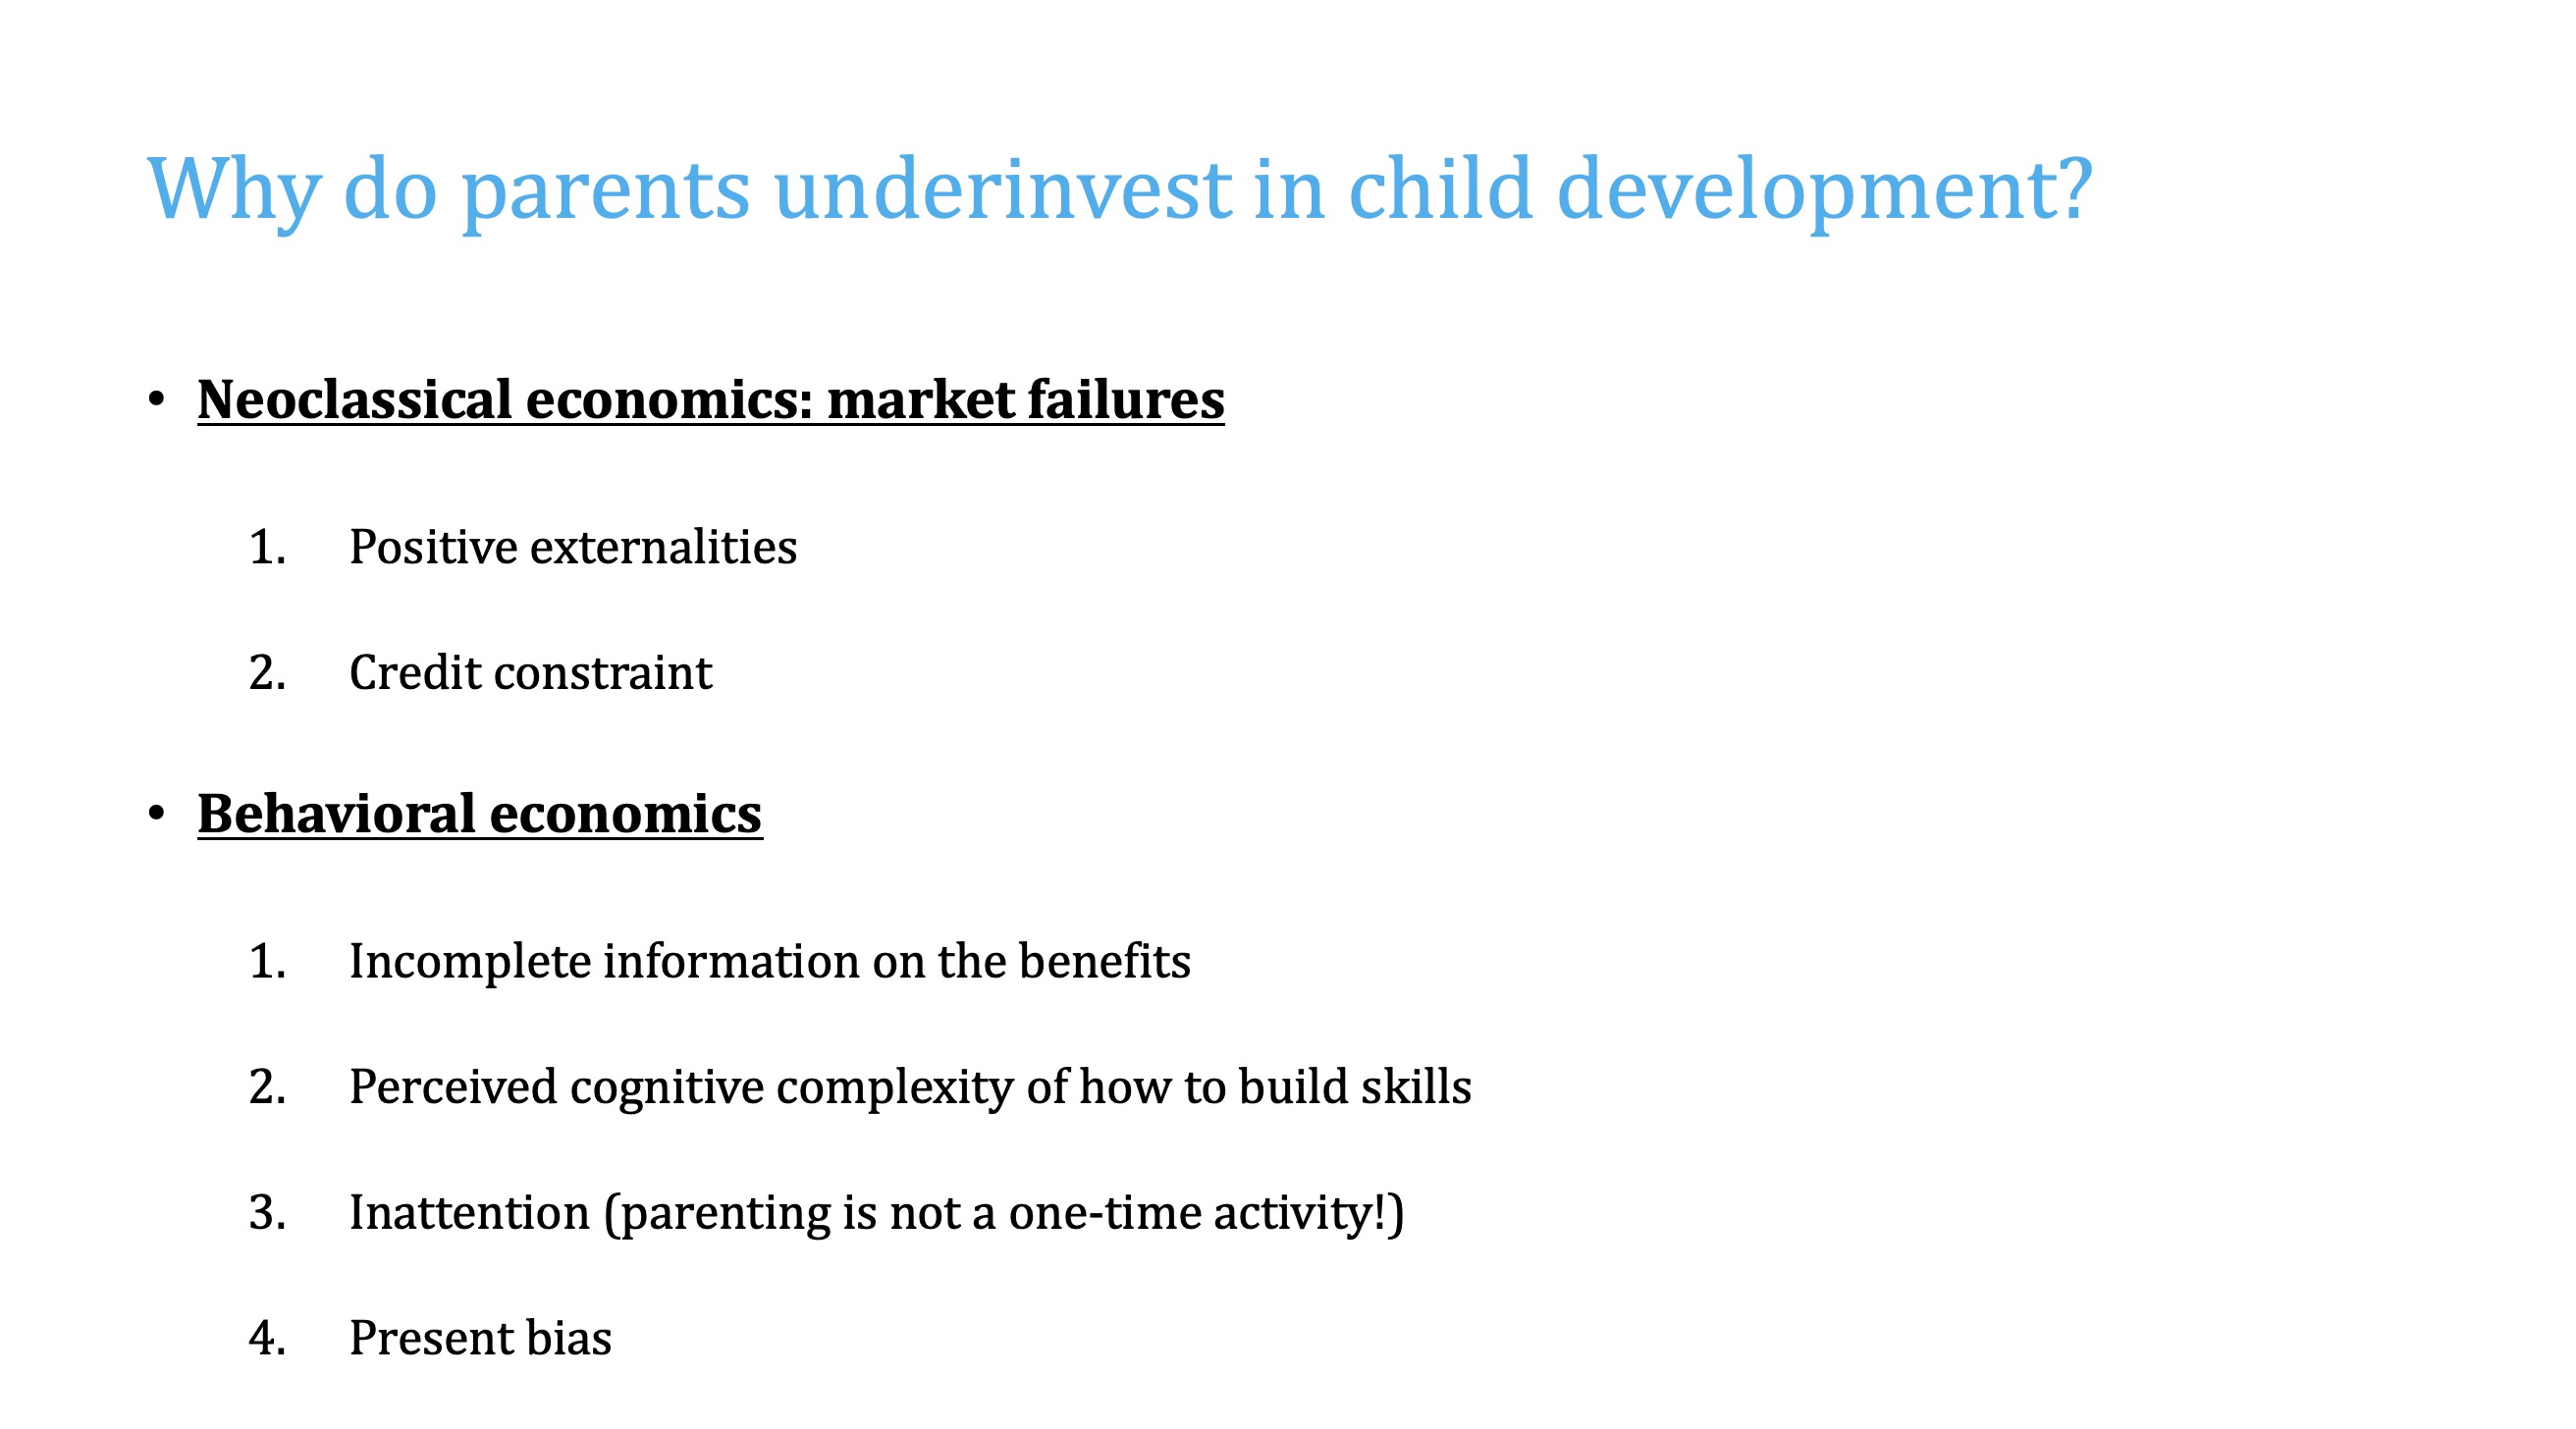 Why do parents underinvest in child development?
• Neoclassical economics: market failures
1. Positive externalities
2. Credit constraint
• Behavioral economics
1. Incomplete information on the benefits
2. Perceived cognitive complexity of how to build skills
3. Inattention (parenting is not a one-time activity!)
4. Present bias